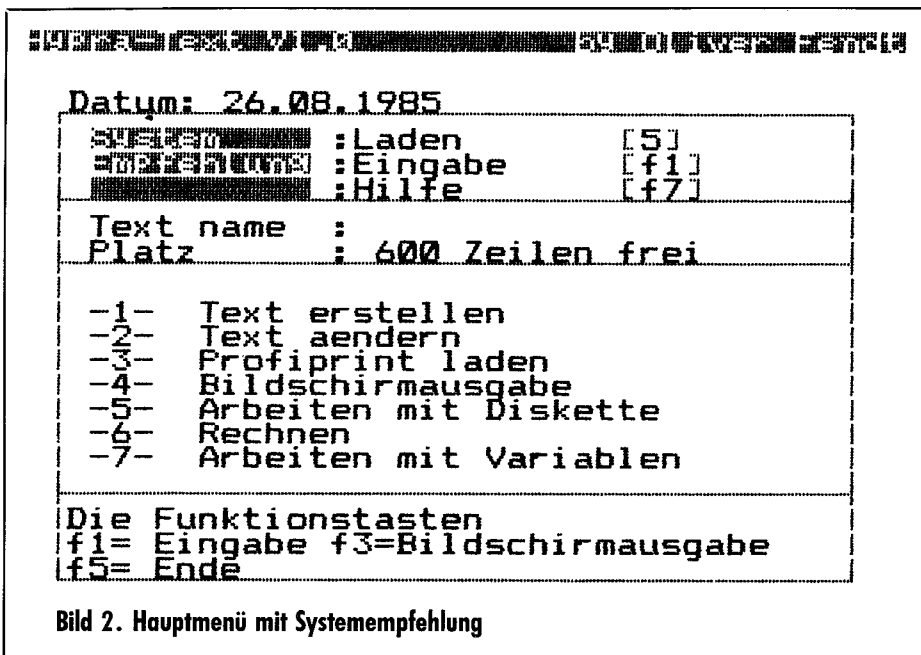 Datum: 26.08.1985
System :Laden [5]
Empfehlung :Eingabe [f1]
:Hilfe [f7]
Text name :
Platz : 600 Zeilen frei
-1- Text erstellen
-2- Text aendern
-3- Profiprint laden
-4- Bildschirmausgabe
-5- Arbeiten mit Diskette
-6- Rechnen
-7- Arbeiten mit Variablen
Die Funktionstasten
f1= Eingabe f3=Bildschirmausgabe
f5= Ende
Bild 2. Hauptmenü mit Systemempfehlung